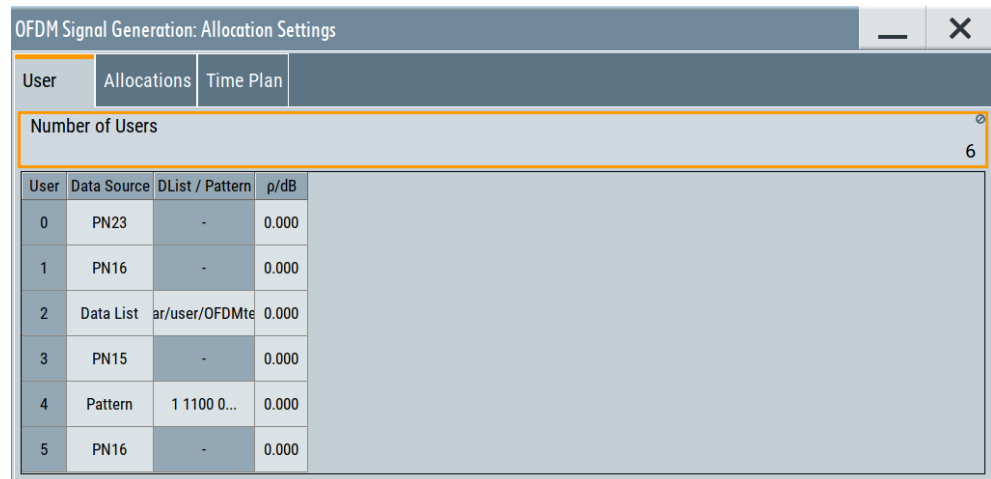 OFDM Signal Generation: Allocation Settings
User Allocations Time Plan
Number of Users
6
User Data Source DList / Pattern ρ/dB
0 PN23 - 0.000
1 PN16 - 0.000
2 Data List ar/user/OFDMte 0.000
3 PN15 - 0.000
4 Pattern 1 1100 0... 0.000
5 PN16 - 0.000